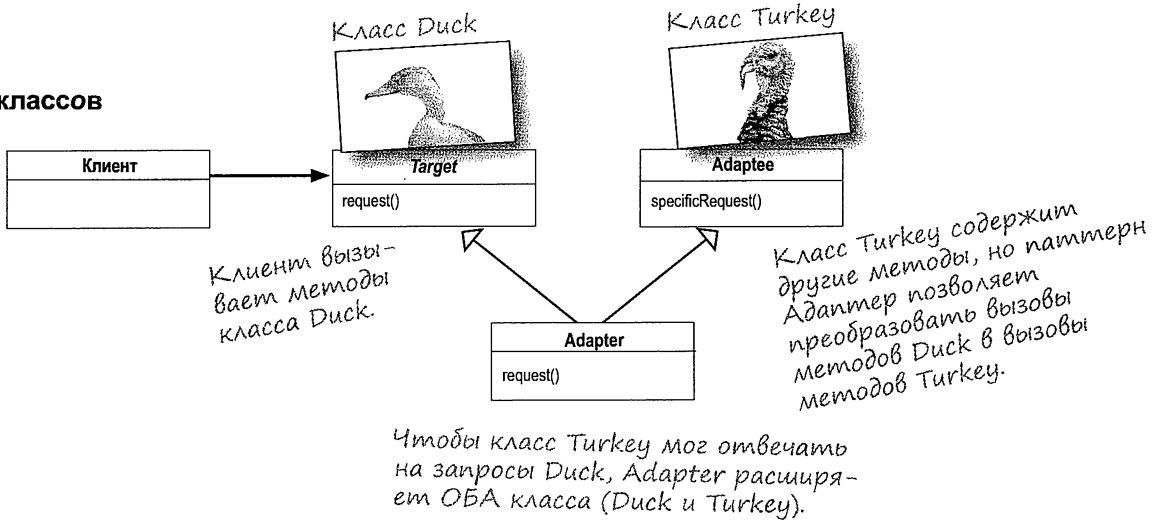 Класс Duck
Класс Turkey
классов
Клиент
Target
request()
Adaptee
specificRequest()
Клиент вызы-
вает методы
класса Duck.
Класс Turkey содержит
другие методы, но паттерн
Адаптер позволяет
преобразовать вызовы
методов Duck в вызовы
методов Turkey.
Adapter
request()
Чтобы класс Turkey мог отвечать
на запросы Duck, Adapter расширя-
ет ОБА класса (Duck и Turkey).